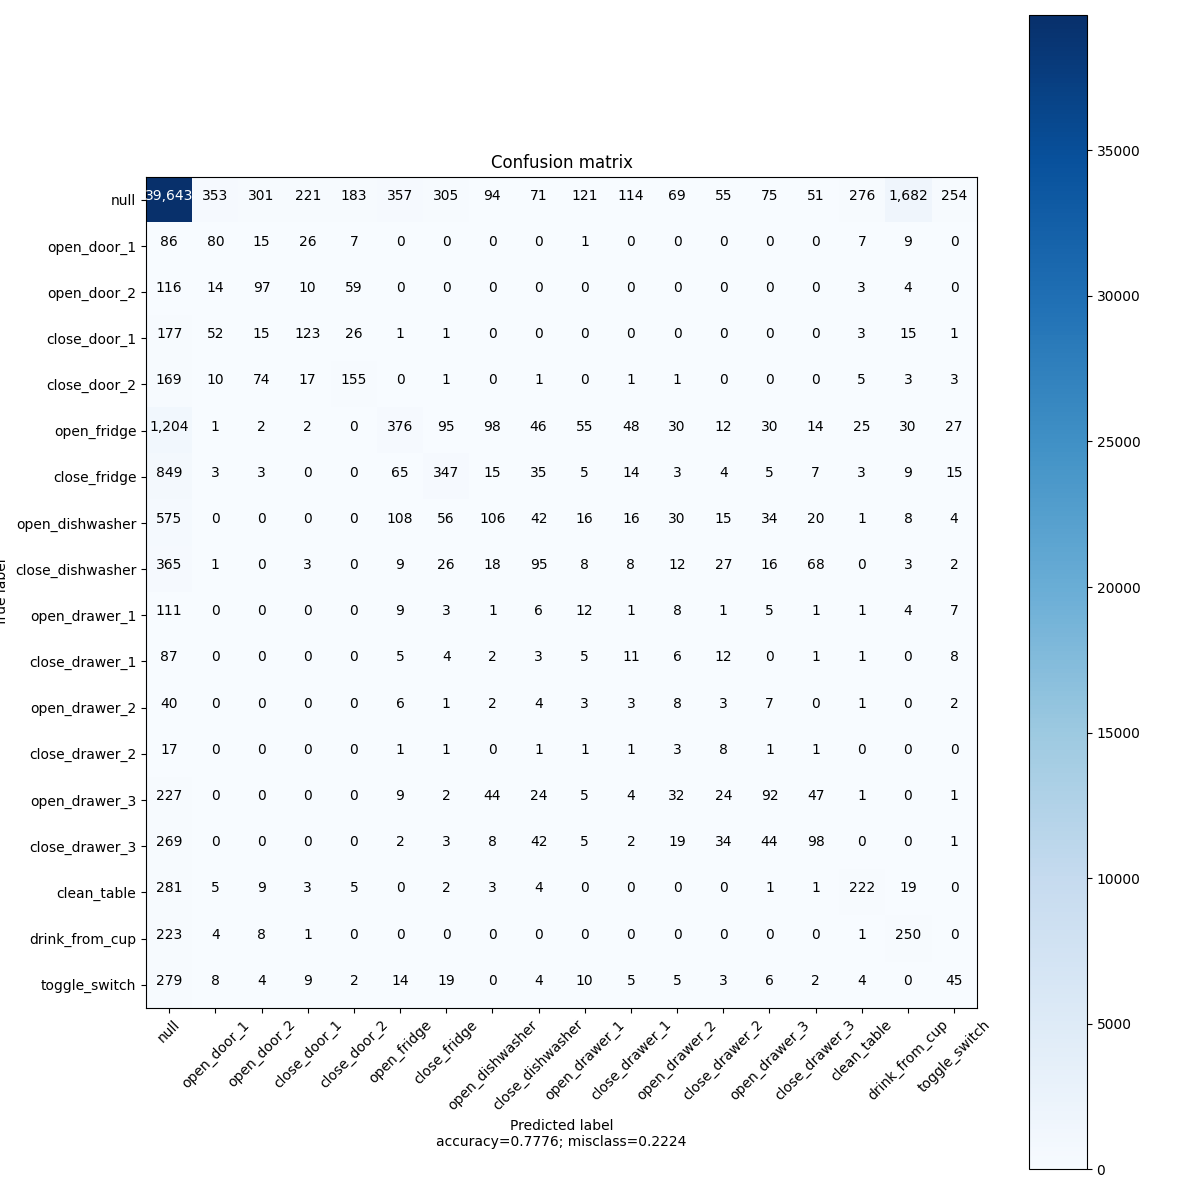 Confusion matrix
null 39,643 353 301 221 183 357 305 94 71 121 114 69 55 75 51 276 1,682 254
open_door_1 86 80 15 26 7 0 0 0 0 1 0 0 0 0 0 7 9 0
open_door_2 116 14 97 10 59 0 0 0 0 0 0 0 0 0 0 3 4 0
close_door_1 177 52 15 123 26 1 1 0 0 0 0 0 0 0 0 3 15 1
close_door_2 169 10 74 17 155 0 1 0 1 0 1 1 0 0 0 5 3 3
open_fridge 1,204 1 2 2 0 376 95 98 46 55 48 30 12 30 14 25 30 27
close_fridge 849 3 3 0 0 65 347 15 35 5 14 3 4 5 7 3 9 15
open_dishwasher 575 0 0 0 0 108 56 106 42 16 16 30 15 34 20 1 8 4
close_dishwasher 365 1 0 3 0 9 26 18 95 8 8 12 27 16 68 0 3 2
open_drawer_1 111 0 0 0 0 9 3 1 6 12 1 8 1 5 1 1 4 7
close_drawer_1 87 0 0 0 0 5 4 2 3 5 11 6 12 0 1 1 0 8
open_drawer_2 40 0 0 0 0 6 1 2 4 3 3 8 3 7 0 1 0 2
close_drawer_2 17 0 0 0 0 1 1 0 1 1 1 3 8 1 1 0 0 0
open_drawer_3 227 0 0 0 0 9 2 44 24 5 4 32 24 92 47 1 0 1
close_drawer_3 269 0 0 0 0 2 3 8 42 5 2 19 34 44 98 0 0 1
clean_table 281 5 9 3 5 0 2 3 4 0 0 0 0 1 1 222 19 0
drink_from_cup 223 4 8 1 0 0 0 0 0 0 0 0 0 0 0 1 250 0
toggle_switch 279 8 4 9 2 14 19 0 4 10 5 5 3 6 2 4 0 45
null open_door_1 open_door_2 close_door_1 close_door_2 open_fridge close_fridge open_dishwasher close_dishwasher open_drawer_1 close_drawer_1 open_drawer_2 close_drawer_2 open_drawer_3 close_drawer_3 clean_table drink_from_cup toggle_switch
Predicted label
accuracy=0.7776; misclass=0.2224
35000
30000
25000
20000
15000
10000
5000
0